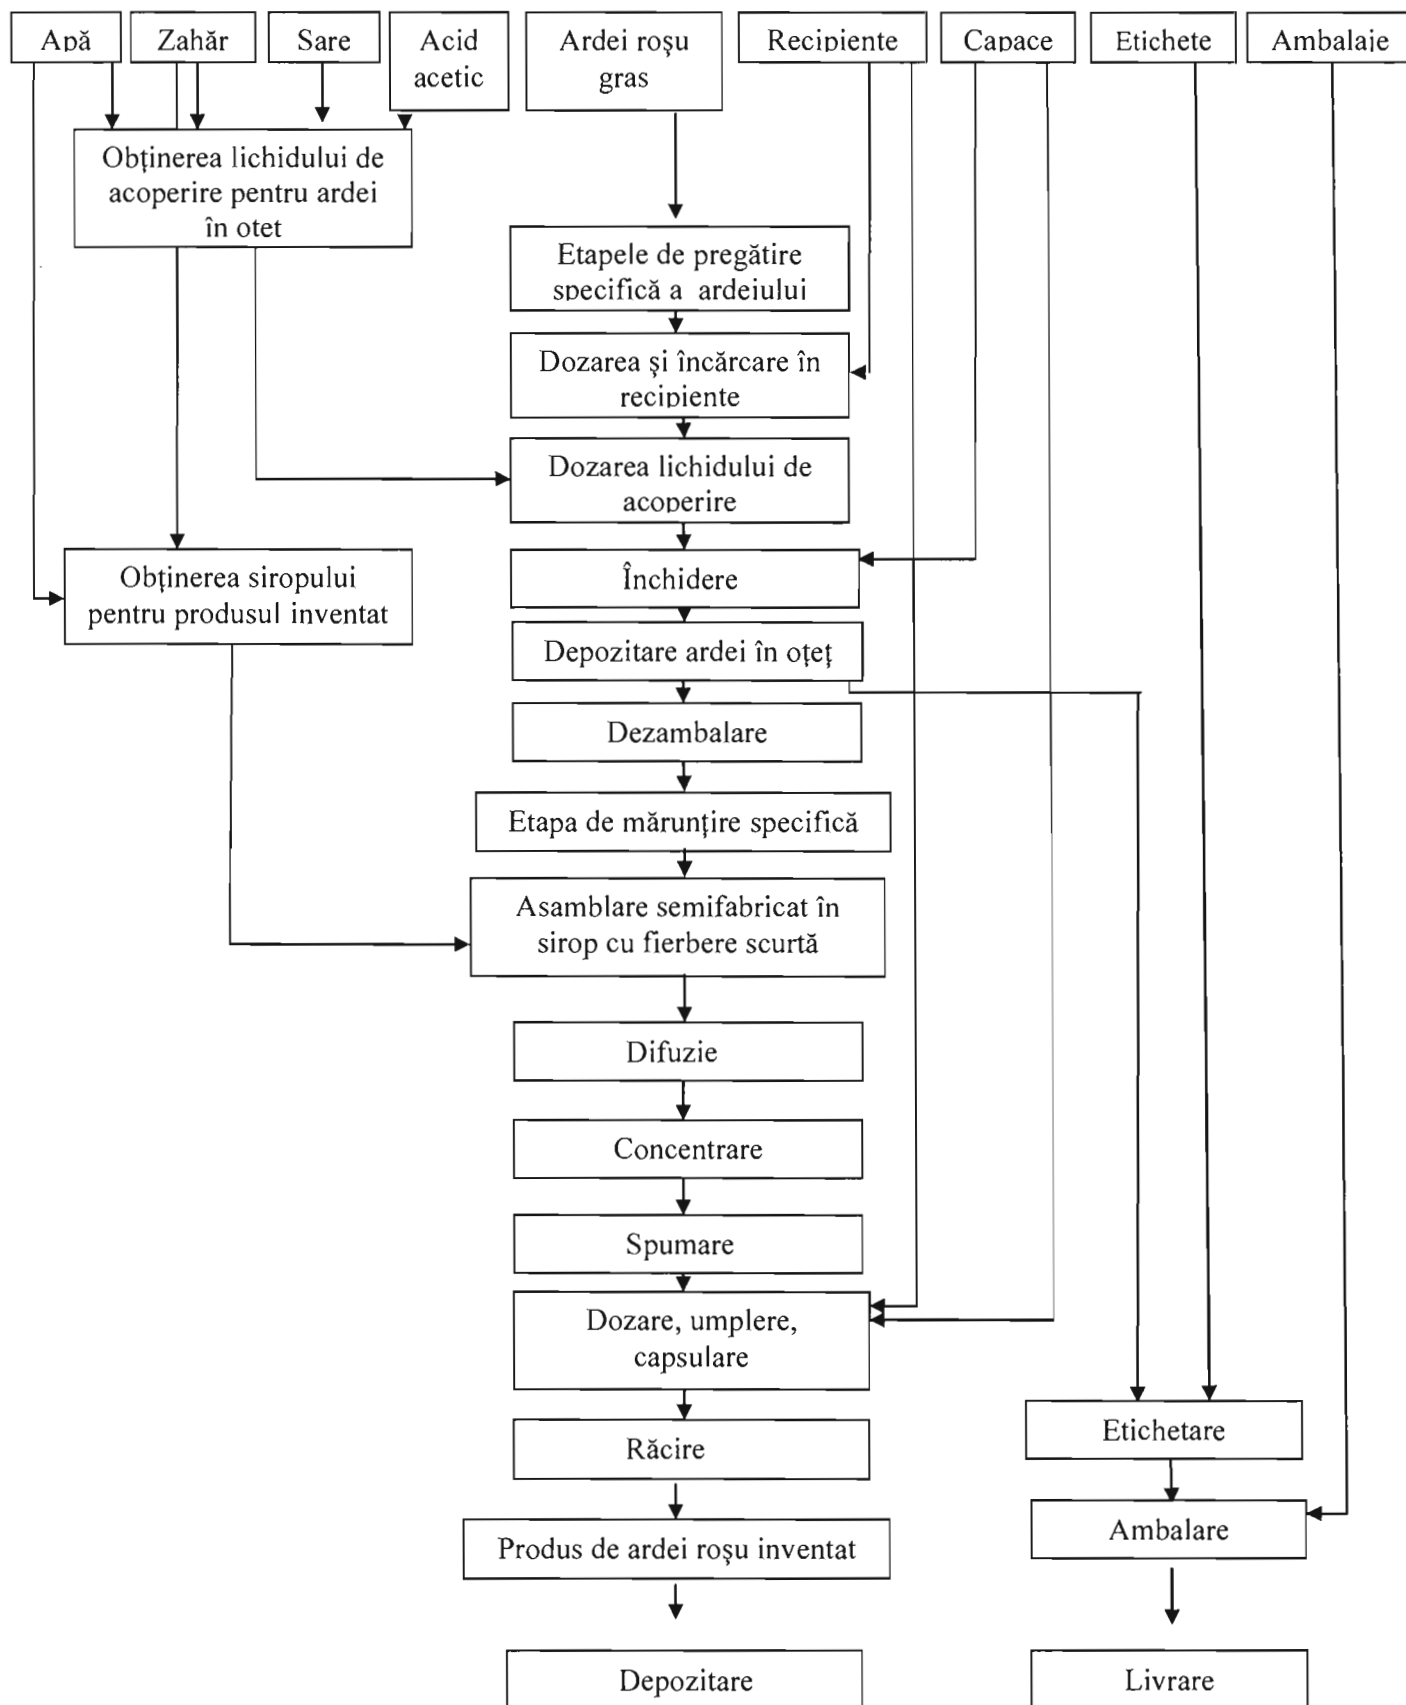 Apă
Zahăr
Sare
Acid
acetic
Ardei roşu
gras
Recipiente
Capace
Etichete
Ambalaje
Obţinerea lichidului de
acoperire pentru ardei
în otet
Etapele de pregătire
specifică a ardeiului
Dozarea şi încărcare în
recipiente
Dozarea lichidului de
acoperire
Obţinerea siropului
pentru produsul inventat
Închidere
Depozitare ardei în oţeţ
Dezambalare
Etapa de mărunţire specifică
Asamblare semifabricat în
sirop cu fierbere scurtă
Difuzie
Concentrare
Spumare
Dozare, umplere,
capsulare
Răcire
Etichetare
Produs de ardei roşu inventat
Ambalare
Depozitare
Livrare